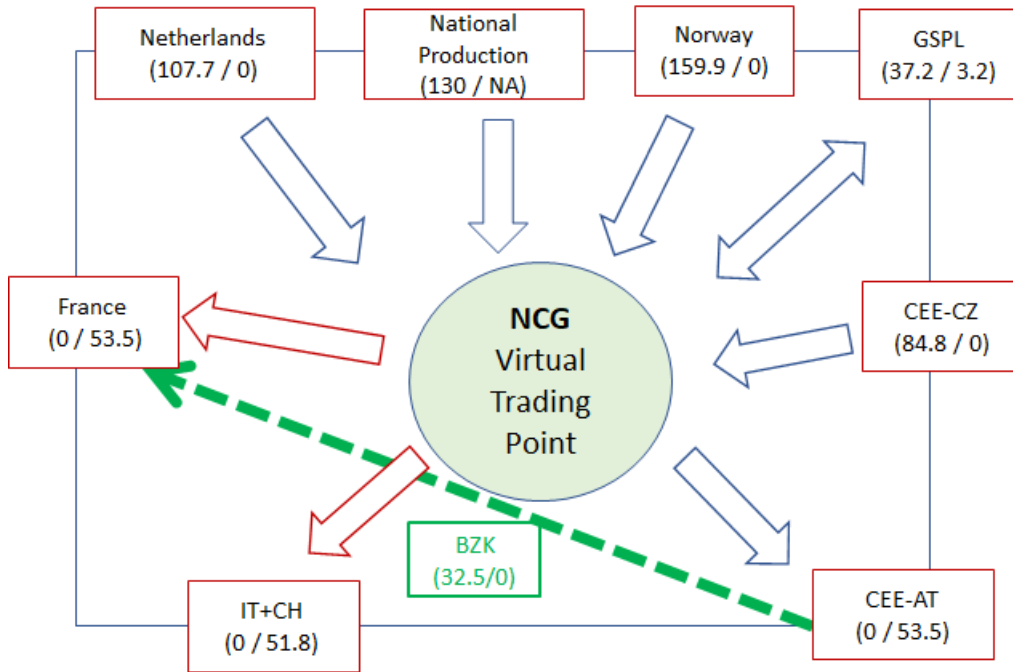 Netherlands
(107.7 / 0)
National
Production
(130 / NA)
Norway
(159.9 / 0)
GSPL
(37.2 / 3.2)
France
(0 / 53.5)
NCG
Virtual
Trading
Point
CEE-CZ
(84.8 / 0)
BZK
(32.5/0)
IT+CH
(0 / 51.8)
CEE-AT
(0 / 53.5)